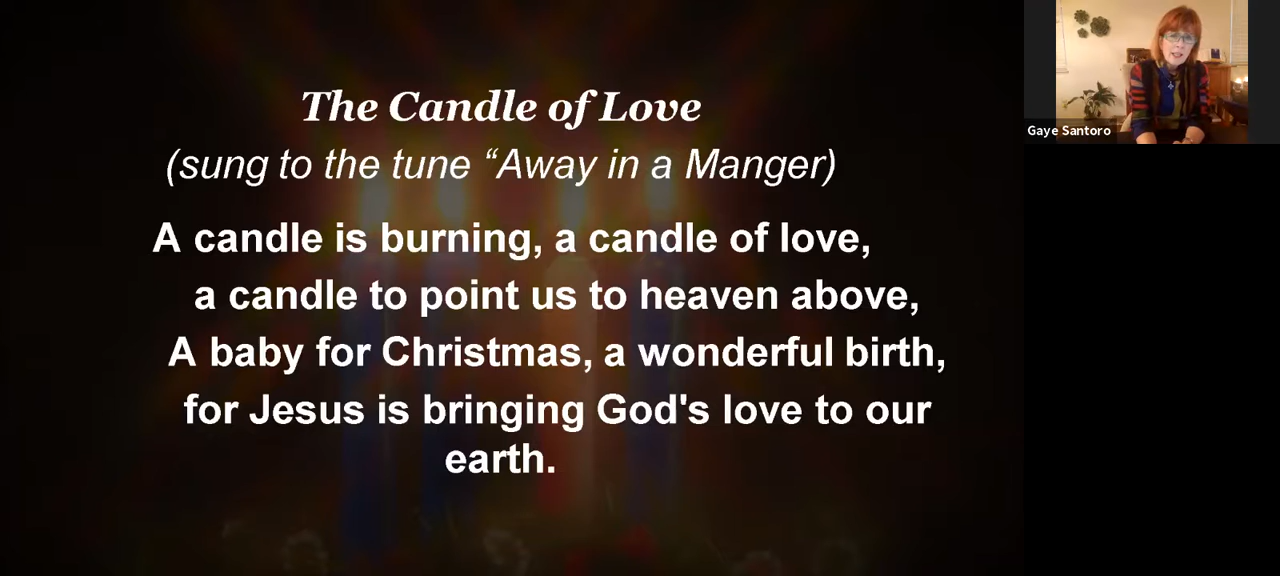 The Candle of Love
(sung to the tune “Away in a Manger)
A candle is burning, a candle of love,
a candle to point us to heaven above,
A baby for Christmas, a wonderful birth,
for Jesus is bringing God's love to our
earth.
Gaye Santoro